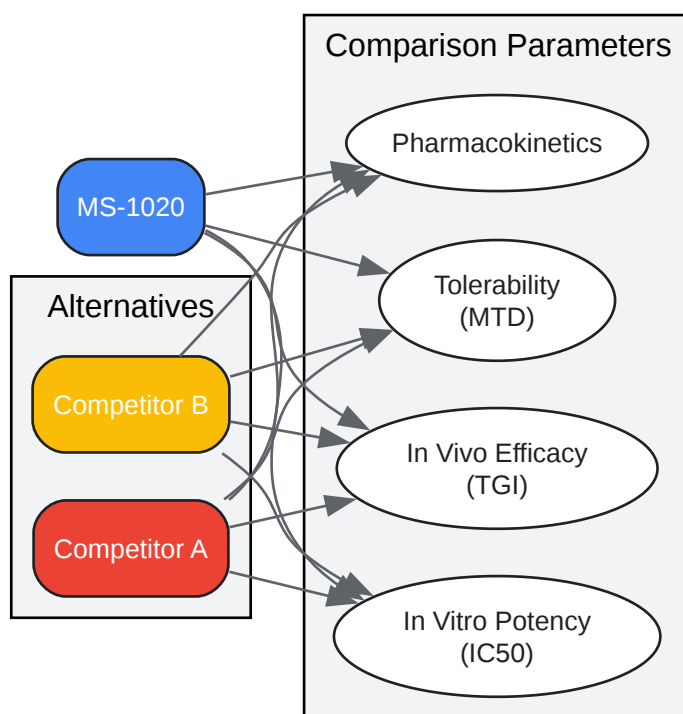 Comparison Parameters
Pharmacokinetics
MS-1020
Tolerability
(MTD)
Alternatives
Competitor B
In Vivo Efficacy
(TGI)
Competitor A
In Vitro Potency
(IC50)